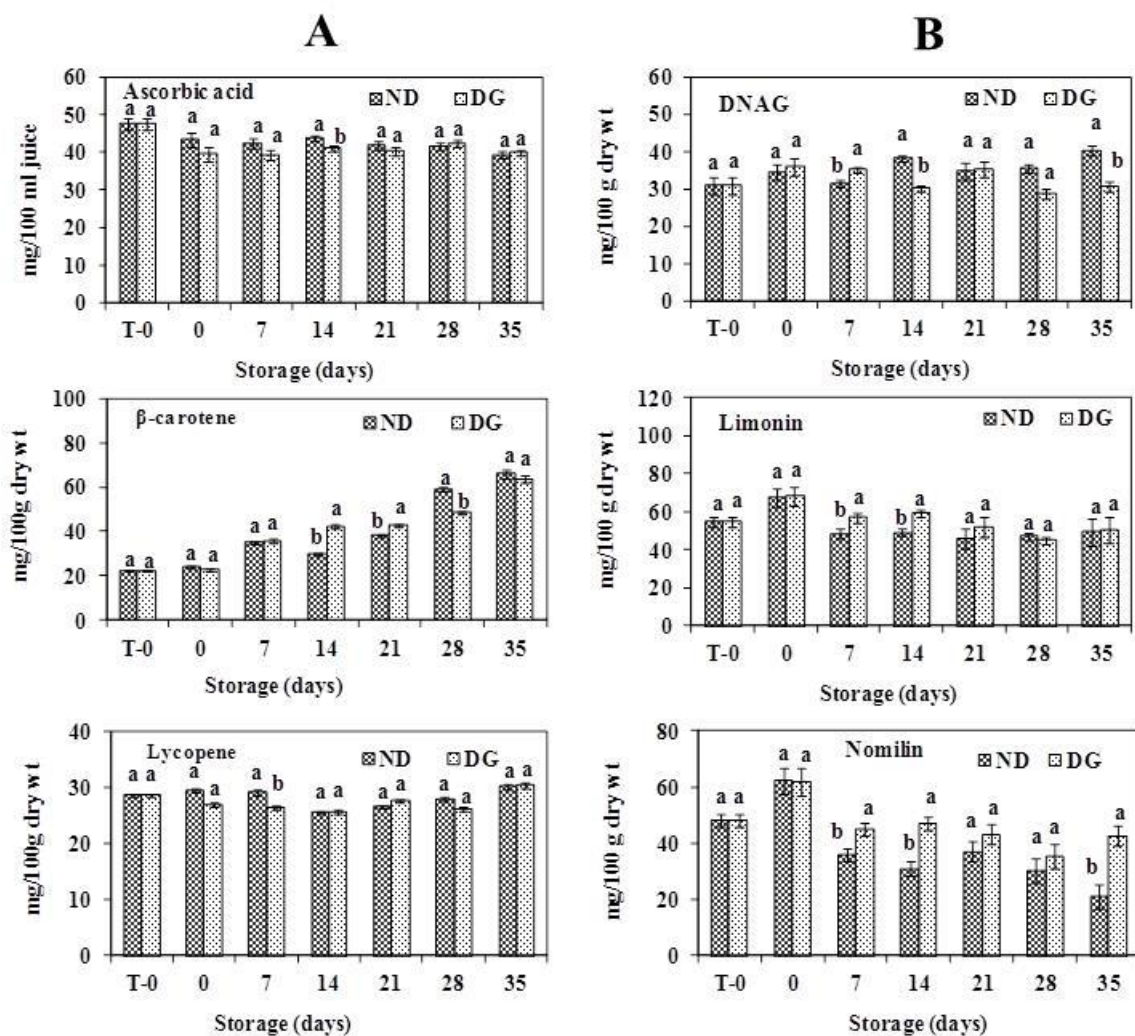 A
60
50
40
30
20
10
0
mg/100 ml juice
Ascorbic acid
ND DG
a a a a a a a b a a a a a a
T-0 0 7 14 21 28 35
Storage (days)
100
80
60
40
20
0
mg/100g dry wt
β-carotene
ND DG
a a a a a a b a b a a b a a
T-0 0 7 14 21 28 35
Storage (days)
40
30
20
10
0
mg/100g dry wt
Lycopene
ND DG
a a a a a b a a a a a a a a
T-0 0 7 14 21 28 35
Storage (days)
B
60
50
40
30
20
10
0
mg/100 g dry wt
DNAG
ND DG
a a a a b a a b a a a a a b
T-0 0 7 14 21 28 35
Storage (days)
120
100
80
60
40
20
0
mg/100 g dry wt
Limonin
ND DG
a a a a b a b a a a a a a a
T-0 0 7 14 21 28 35
Storage (days)
80
60
40
20
0
mg/100 g dry wt
Nomilin
ND DG
a a a a b a b a a a a a b a
T-0 0 7 14 21 28 35
Storage (days)